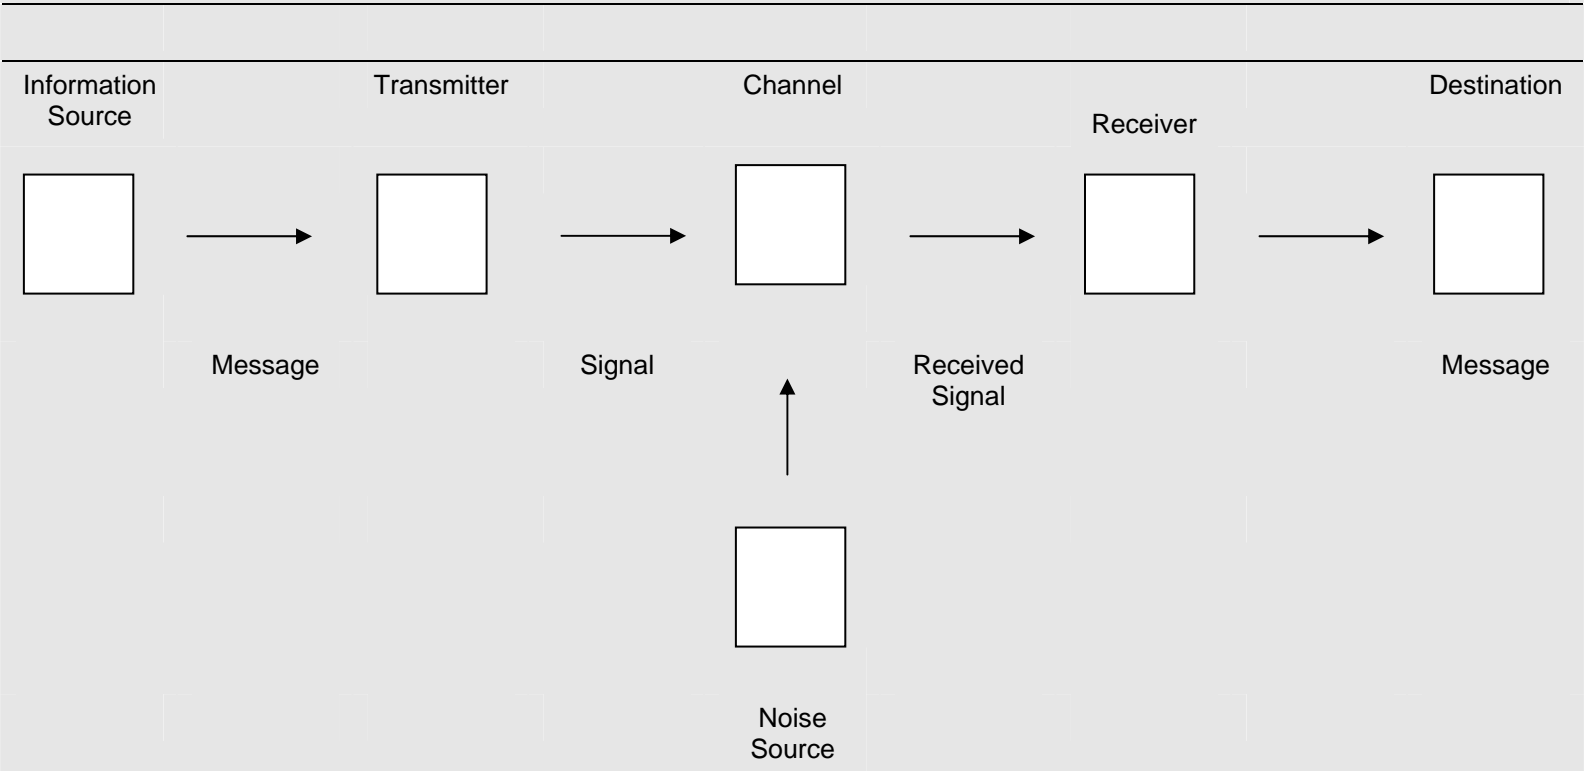 Information
Source
Transmitter
Channel
Receiver
Destination
Message
Signal
Received
Signal
Message
Noise
Source